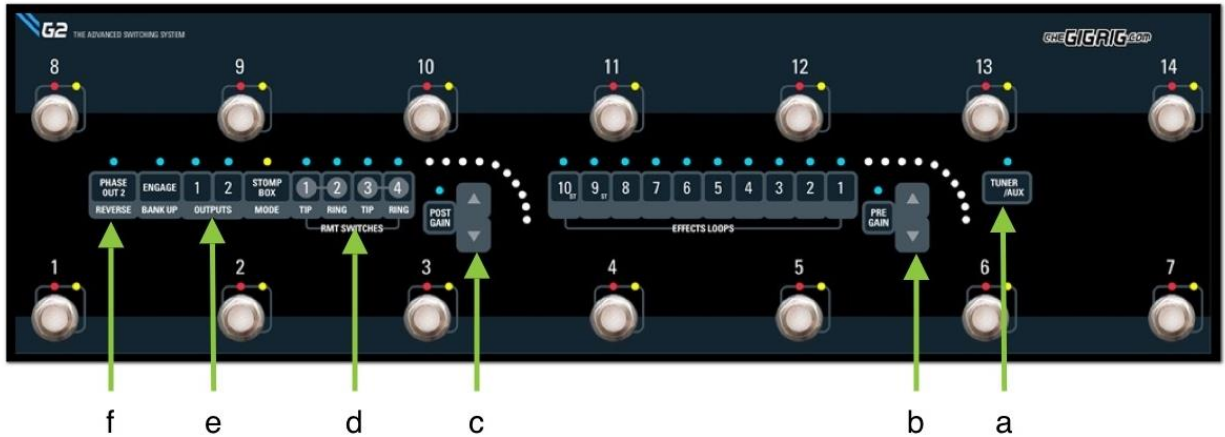 G2 THE ADVANCED SWITCHING SYSTEM
THEGIGRIG.COM
8 9 10 11 12 13 14
PHASE OUT 2 ENGAGE 1 2 STOMP BOX 1 2 3 4
REVERSE BANK UP OUTPUTS MODE TIP RING TIP RING
RMT SWITCHES
POST GAIN
10 ST 9 ST 8 7 6 5 4 3 2 1
EFFECTS LOOPS
PRE GAIN
TUNER /AUX
1 2 3 4 5 6 7
f e d c b a